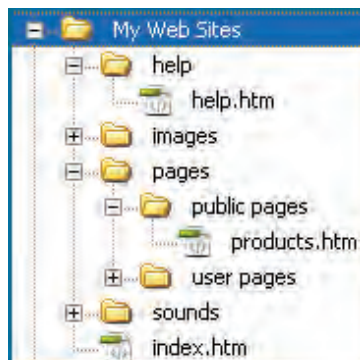 My Web Sites
help
help.htm
images
pages
public pages
products.htm
user pages
sounds
index.htm